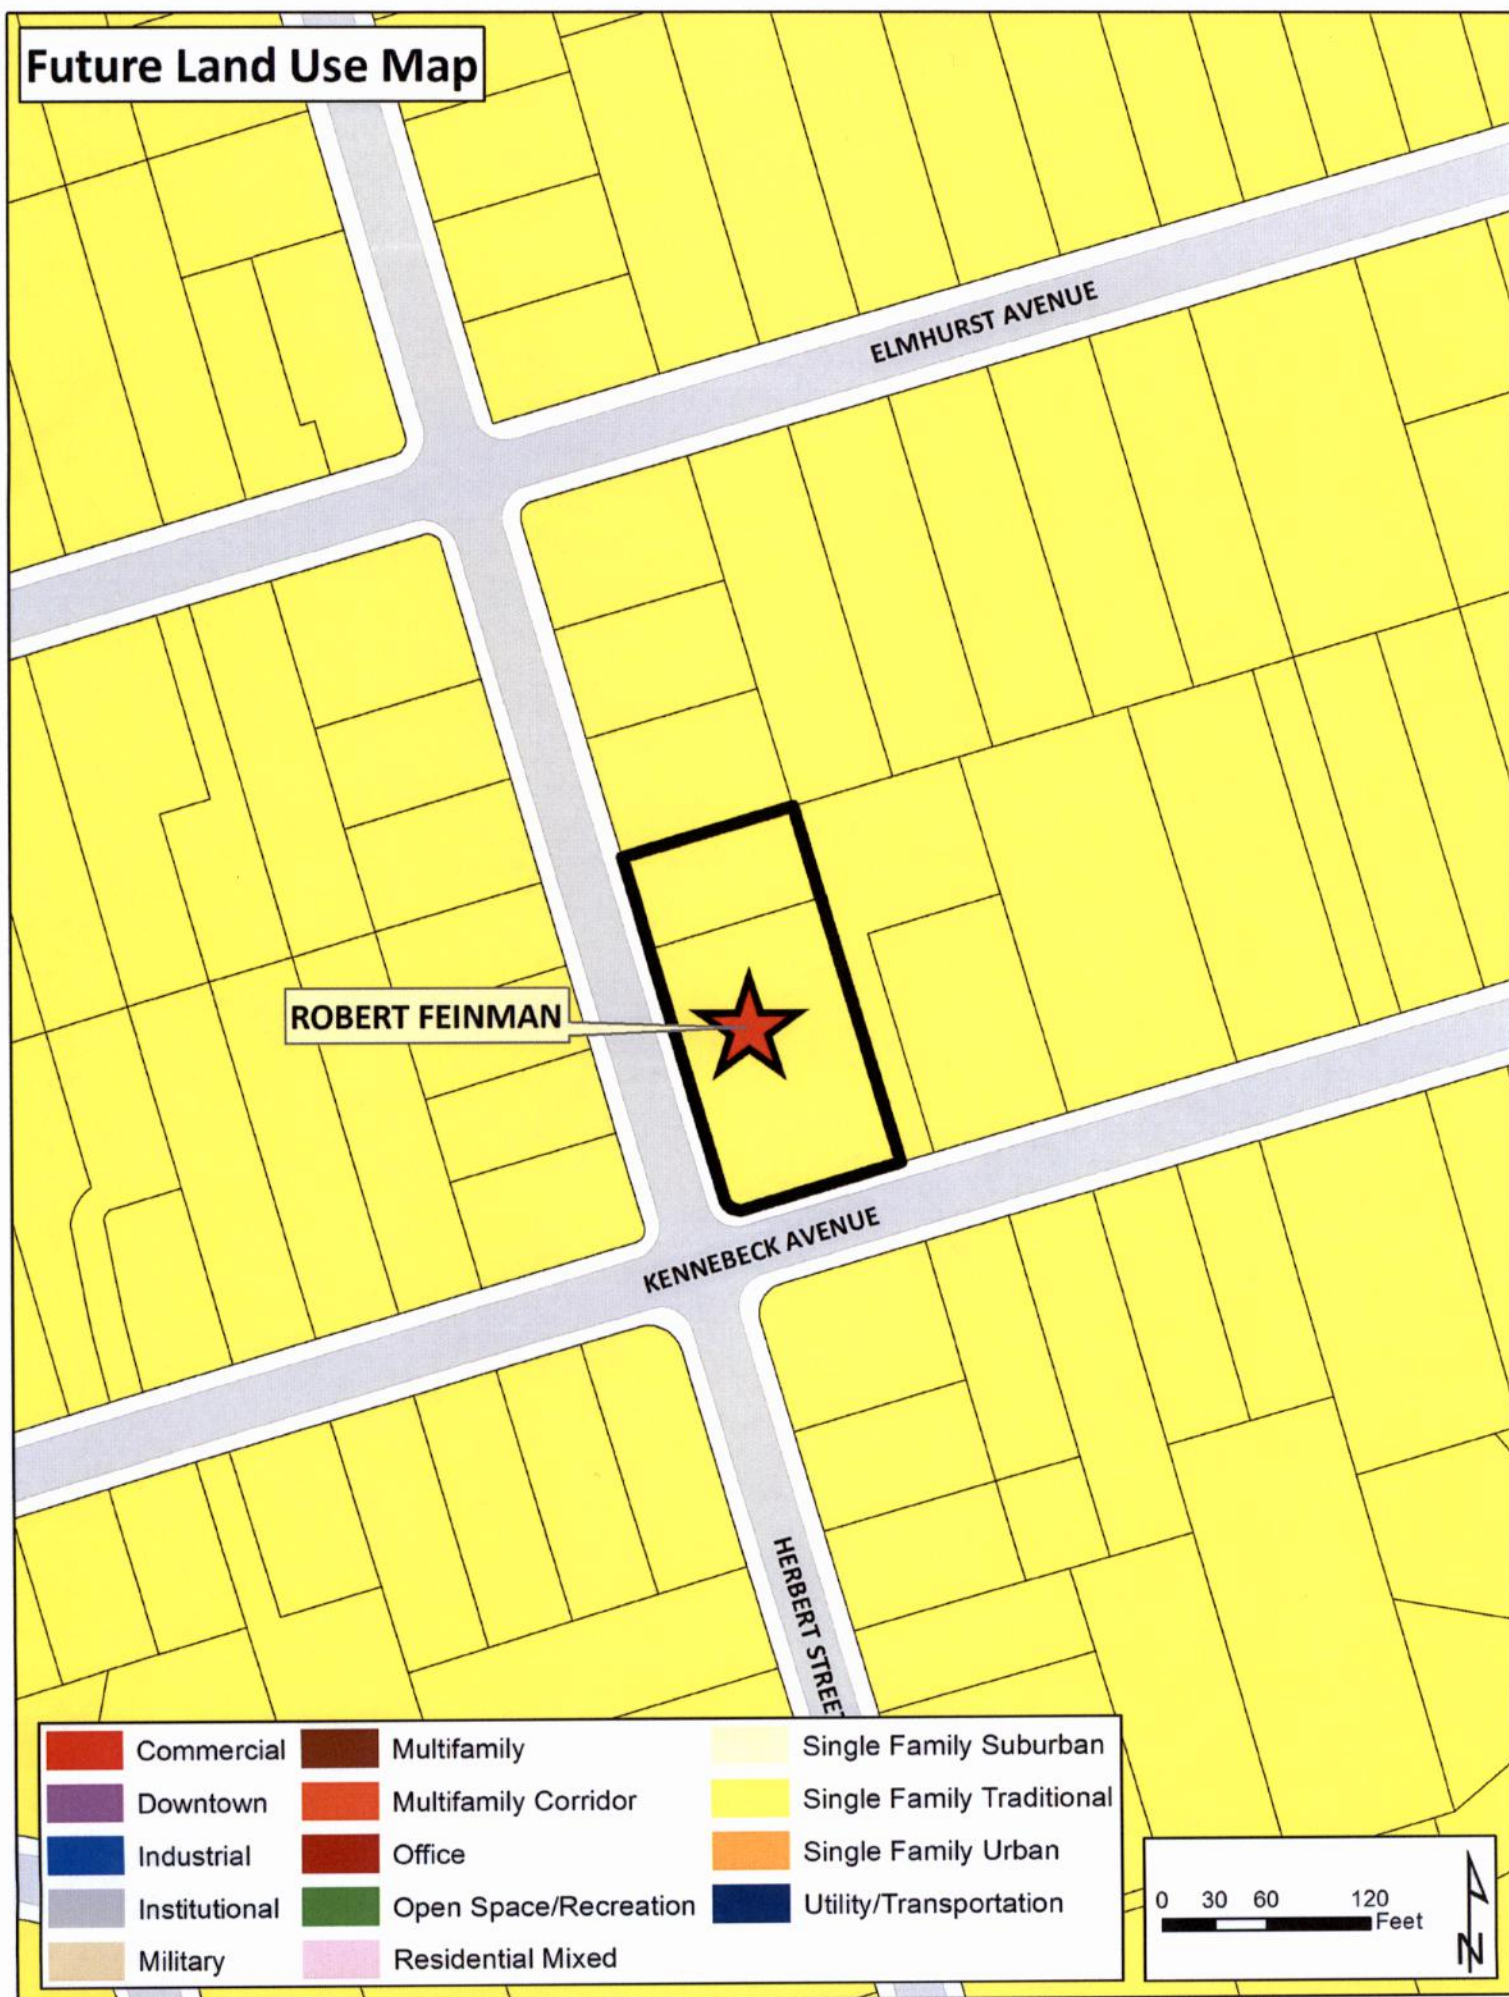 Future Land Use Map
ELMHURST AVENUE
ROBERT FEINMAN
KENNEBECK AVENUE
HERBERT STREET
Commercial
Downtown
Industrial
Institutional
Military
Multifamily
Multifamily Corridor
Office
Open Space/Recreation
Residential Mixed
Single Family Suburban
Single Family Traditional
Single Family Urban
Utility/Transportation
0 30 60 120
Feet
N